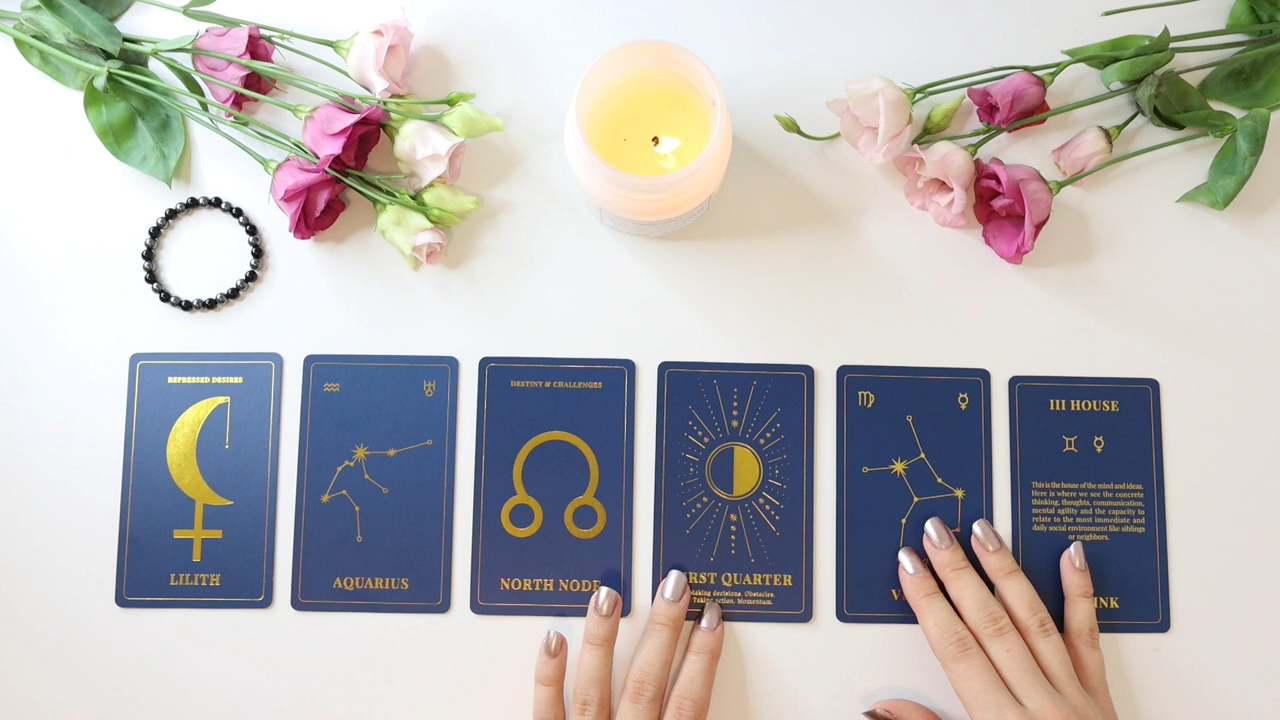 REPRESSED DESIRES
LILITH
AQUARIUS
DESTINY & CHALLENGES
NORTH NODE
RST QUARTER
Making decisions. Obstacles.
Taking action. Momentum.
V
III HOUSE
This is the house of the mind and ideas.
Here is where we see the concrete
thinking, thoughts, communication,
mental agility and the capacity to
relate to the most immediate and
daily social environment like siblings
or neighbors.
INK